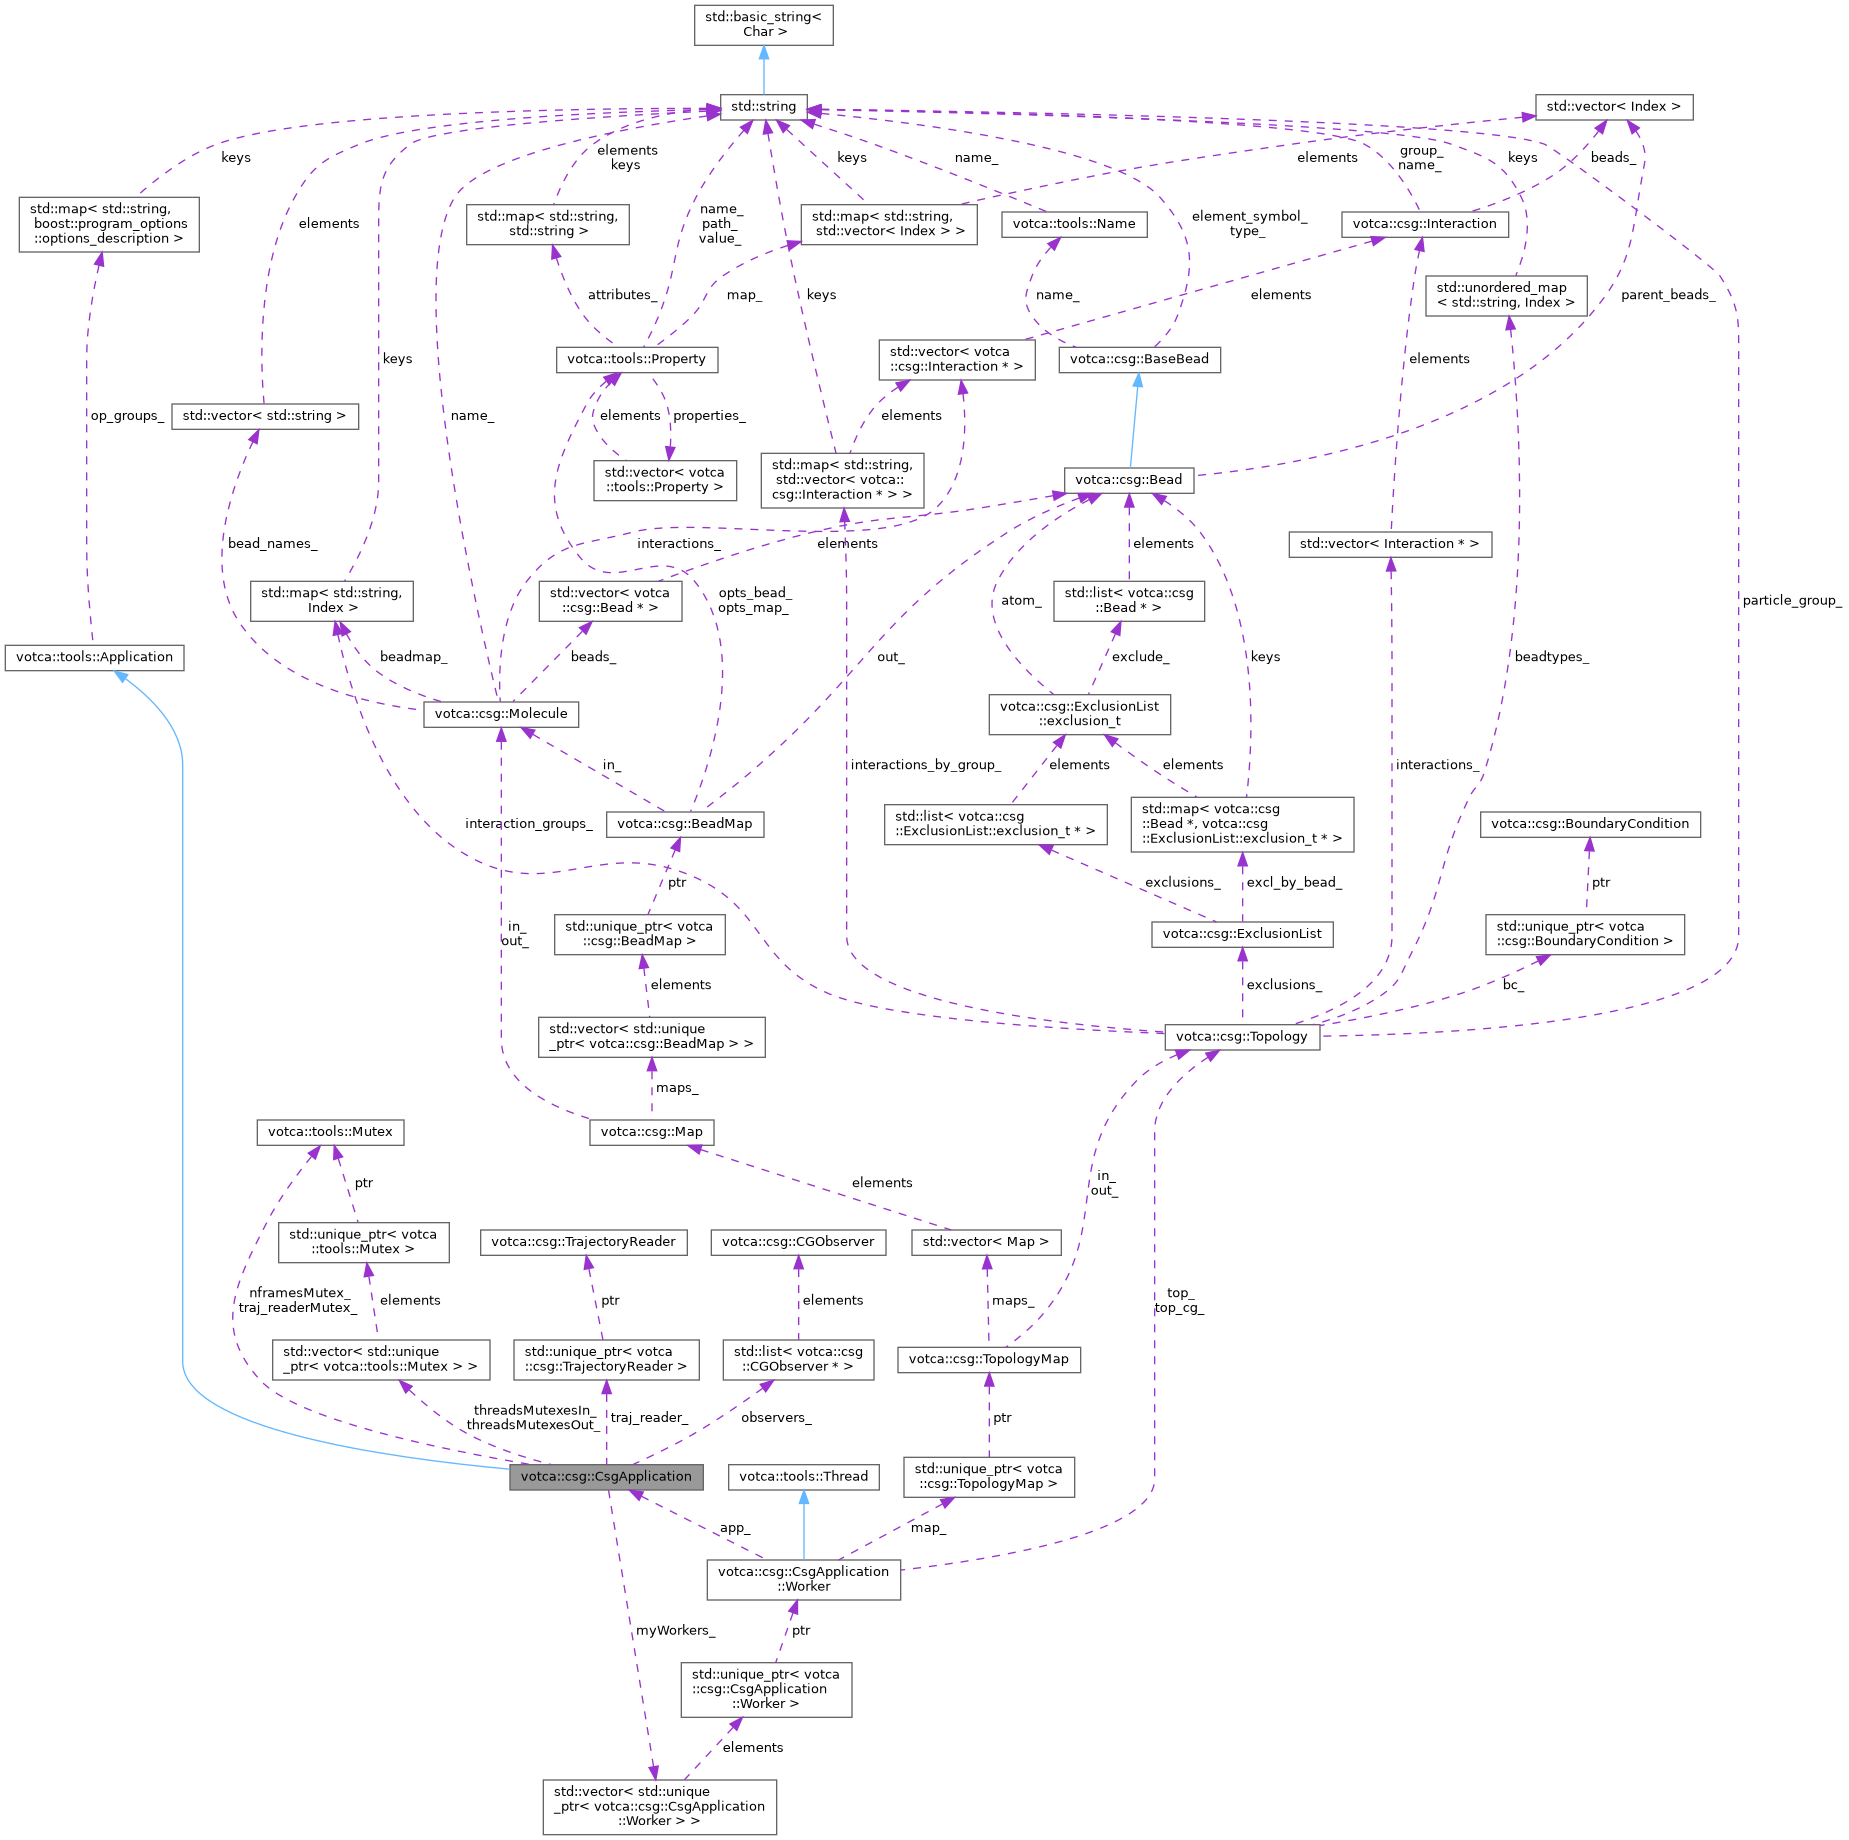 std::basic_string<
Char >
std::string
std::vector< Index >
keys
elements
keys
keys
name_
elements
group_
name_
keys
beads_
std::map< std::string,
boost::program_options
::options_description >
elements
std::map< std::string,
std::string >
name_
path_
value_
std::map< std::string,
std::vector< Index > >
votca::tools::Name
element_symbol_
type_
votca::csg::Interaction
attributes_
map_
keys
name_
elements
std::unordered_map
< std::string, Index >
parent_beads_
keys
votca::tools::Property
std::vector< votca
::csg::Interaction * >
votca::csg::BaseBead
elements
op_groups_
std::vector< std::string >
name_
elements
properties_
elements
std::vector< votca
::tools::Property >
std::map< std::string,
std::vector< votca::
csg::Interaction * > >
votca::csg::Bead
bead_names_
interactions_
elements
elements
std::vector< Interaction * >
std::map< std::string,
Index >
std::vector< votca
::csg::Bead * >
opts_bead_
opts_map_
atom_
std::list< votca::csg
::Bead * >
particle_group_
votca::tools::Application
beadmap_
beads_
out_
exclude_
keys
beadtypes_
votca::csg::Molecule
votca::csg::ExclusionList
::exclusion_t
in_
interactions_by_group_
elements
elements
interactions_
interaction_groups_
votca::csg::BeadMap
std::list< votca::csg
::ExclusionList::exclusion_t * >
std::map< votca::csg
::Bead *, votca::csg
::ExclusionList::exclusion_t * >
votca::csg::BoundaryCondition
ptr
exclusions_
excl_by_bead_
ptr
in_
out_
std::unique_ptr< votca
::csg::BeadMap >
votca::csg::ExclusionList
std::unique_ptr< votca
::csg::BoundaryCondition >
elements
exclusions_
bc_
std::vector< std::unique
_ptr< votca::csg::BeadMap > >
votca::csg::Topology
maps_
votca::tools::Mutex
votca::csg::Map
ptr
elements
in_
out_
std::unique_ptr< votca
::tools::Mutex >
votca::csg::TrajectoryReader
votca::csg::CGObserver
std::vector< Map >
nframesMutex_
traj_readerMutex_
elements
ptr
elements
maps_
top_
top_cg_
std::vector< std::unique
_ptr< votca::tools::Mutex > >
std::unique_ptr< votca
::csg::TrajectoryReader >
std::list< votca::csg
::CGObserver * >
votca::csg::TopologyMap
threadsMutexesIn_
threadsMutexesOut_
traj_reader_
observers_
ptr
votca::csg::CsgApplication
votca::tools::Thread
std::unique_ptr< votca
::csg::TopologyMap >
app_
map_
votca::csg::CsgApplication
::Worker
myWorkers_
ptr
std::unique_ptr< votca
::csg::CsgApplication
::Worker >
elements
std::vector< std::unique
_ptr< votca::csg::CsgApplication
::Worker > >